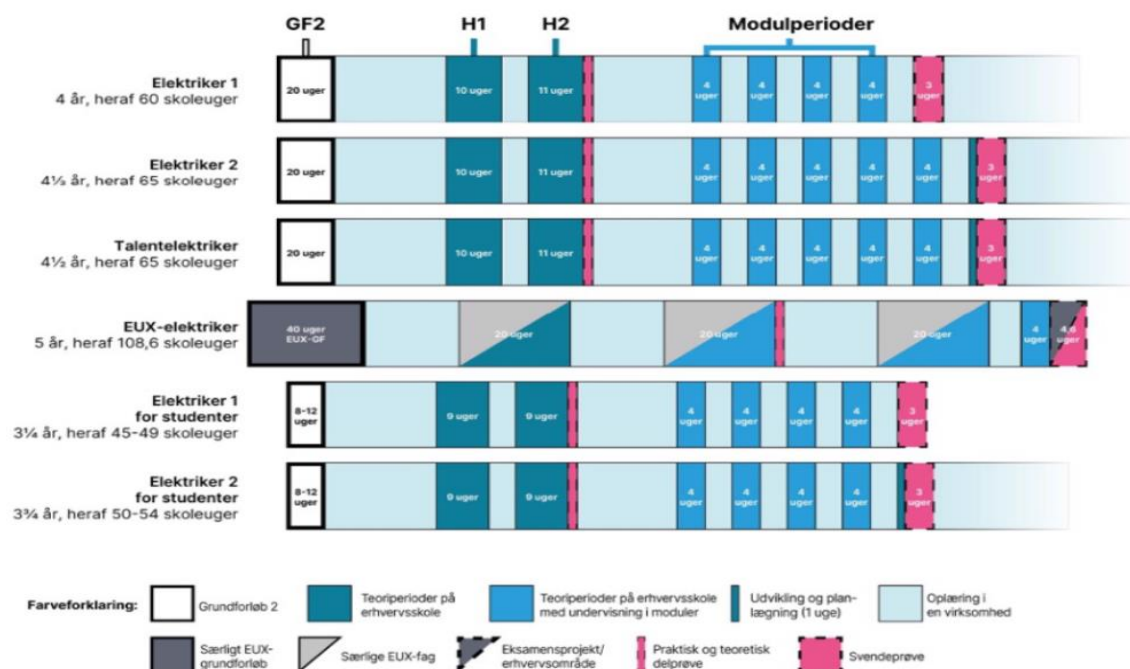 GF2 H1 H2 Modulperioder
Elektriker 1
4 år, heraf 60 skoleuger
20 uger 10 uger 11 uger 4 uger 4 uger 4 uger 4 uger 3 uger
Elektriker 2
4½ år, heraf 65 skoleuger
20 uger 10 uger 11 uger 4 uger 4 uger 4 uger 4 uger 4 uger 3 uger
Talentelektriker
4½ år, heraf 65 skoleuger
20 uger 10 uger 11 uger 4 uger 4 uger 4 uger 4 uger 4 uger 3 uger
EUX-elektriker
5 år, heraf 108,6 skoleuger
40 uger
EUX-GF
20 uger 20 uger 20 uger 4 uger 4,6 uger
Elektriker 1
for studenter
3¼ år, heraf 45-49 skoleuger
8-12 uger 9 uger 9 uger 4 uger 4 uger 4 uger 4 uger 3 uger
Elektriker 2
for studenter
3¾ år, heraf 50-54 skoleuger
8-12 uger 9 uger 9 uger 4 uger 4 uger 4 uger 4 uger 3 uger
Farveforklaring:
Grundforløb 2
Teoriperioder på
erhvervsskole
Teoriperioder på erhvervsskole
med undervisning i moduler
Udvikling og plan-
lægning (1 uge)
Oplæring i
en virksomhed
Særligt EUX-
grundforløb
Særlige EUX-fag
Eksamensprojekt/
erhvervsområde
Praktisk og teoretisk
delprøve
Svendeprøve